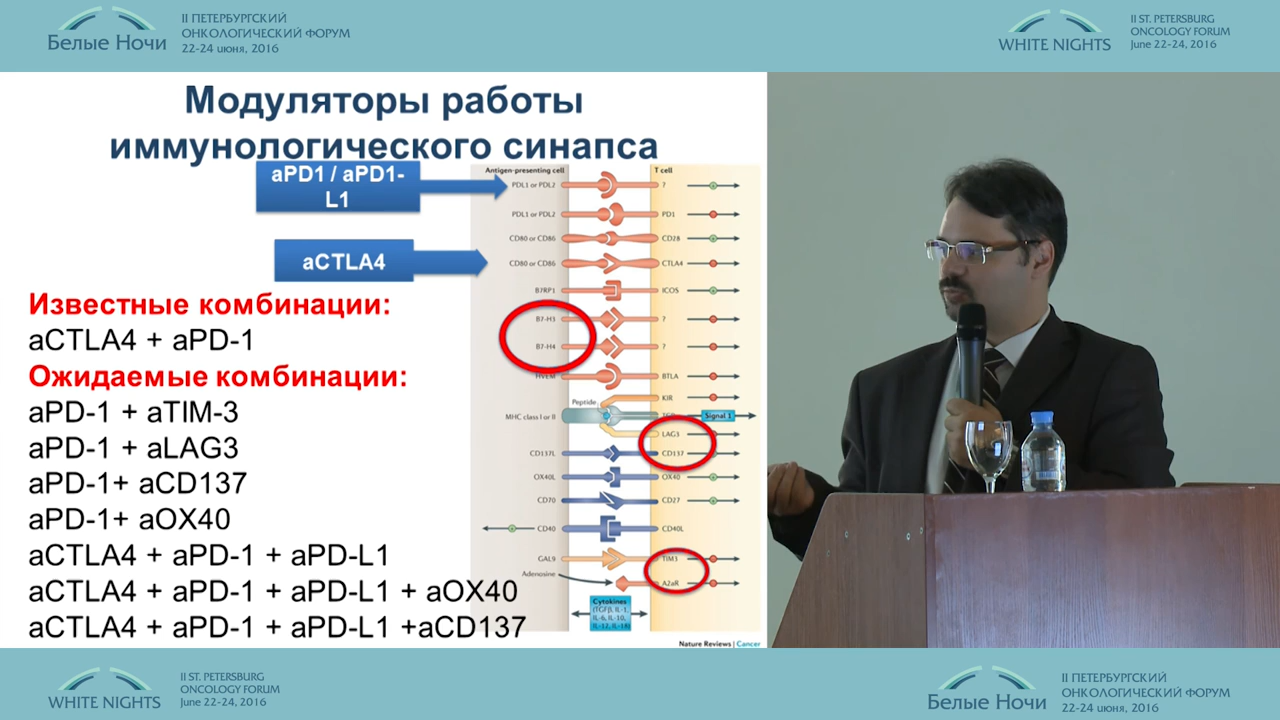 Белые Ночи
II ПЕТЕРБУРГСКИЙ
ОНКОЛОГИЧЕСКИЙ ФОРУМ
22-24 июня, 2016
WHITE NIGHTS
II ST. PETERSBURG
ONCOLOGY FORUM
June 22-24, 2016
Модуляторы работы
иммунологического синапса
aPD1 / aPD1-
L1
aCTLA4
Известные комбинации:
aCTLA4 + aPD-1
Ожидаемые комбинации:
aPD-1 + aTIM-3
aPD-1 + aLAG3
aPD-1+ aCD137
aPD-1+ aOX40
aCTLA4 + aPD-1 + aPD-L1
aCTLA4 + aPD-1 + aPD-L1 + aOX40
aCTLA4 + aPD-1 + aPD-L1 +aCD137
Antigen-presenting cell T cell
PDL1 or PDL2 ?
PDL1 or PDL2 PD1
CD80 or CD86 CD28
CD80 or CD86 CTLA4
B7RP1 ICOS
B7-H3 ?
B7-H4 ?
HVEM BTLA
KIR
Peptide
MHC class I or II TCR Signal 1
LAG3
CD137L CD137
OX40L OX40
CD70 CD27
CD40 CD40L
GAL9 TIM3
Adenosine A2aR
Cytokines
(TGFβ, IL-1,
IL-6, IL-10,
IL-12, IL-18)
Nature Reviews | Cancer
WHITE NIGHTS
II ST. PETERSBURG
ONCOLOGY FORUM
June 22-24, 2016
Белые Ночи
II ПЕТЕРБУРГСКИЙ
ОНКОЛОГИЧЕСКИЙ ФОРУМ
22-24 июня, 2016